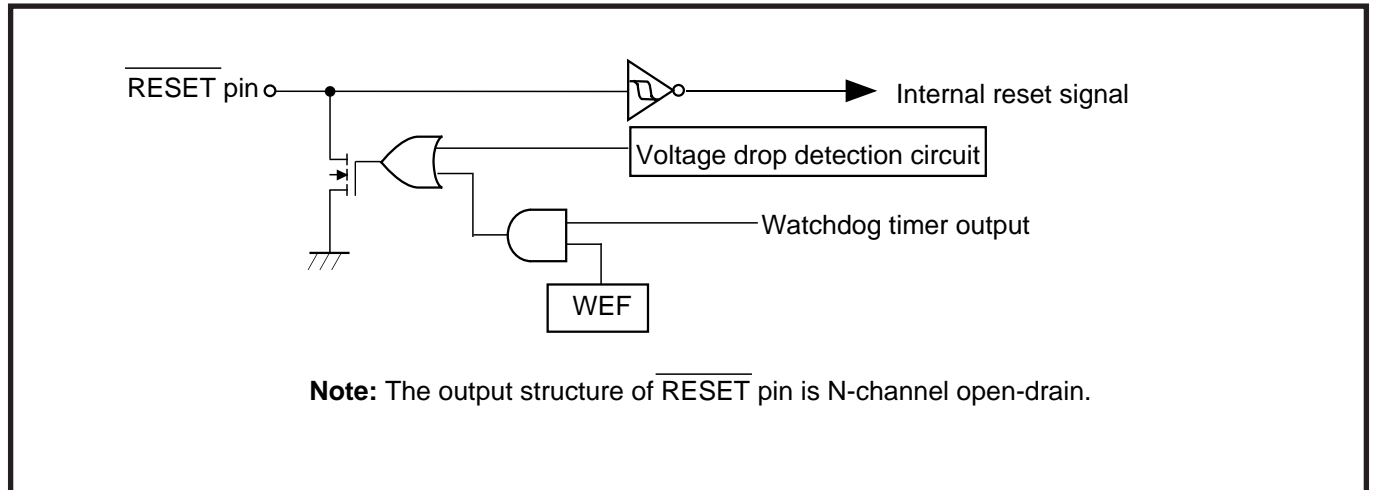 RESET pin
Internal reset signal
Voltage drop detection circuit
Watchdog timer output
WEF
Note: The output structure of RESET pin is N-channel open-drain.